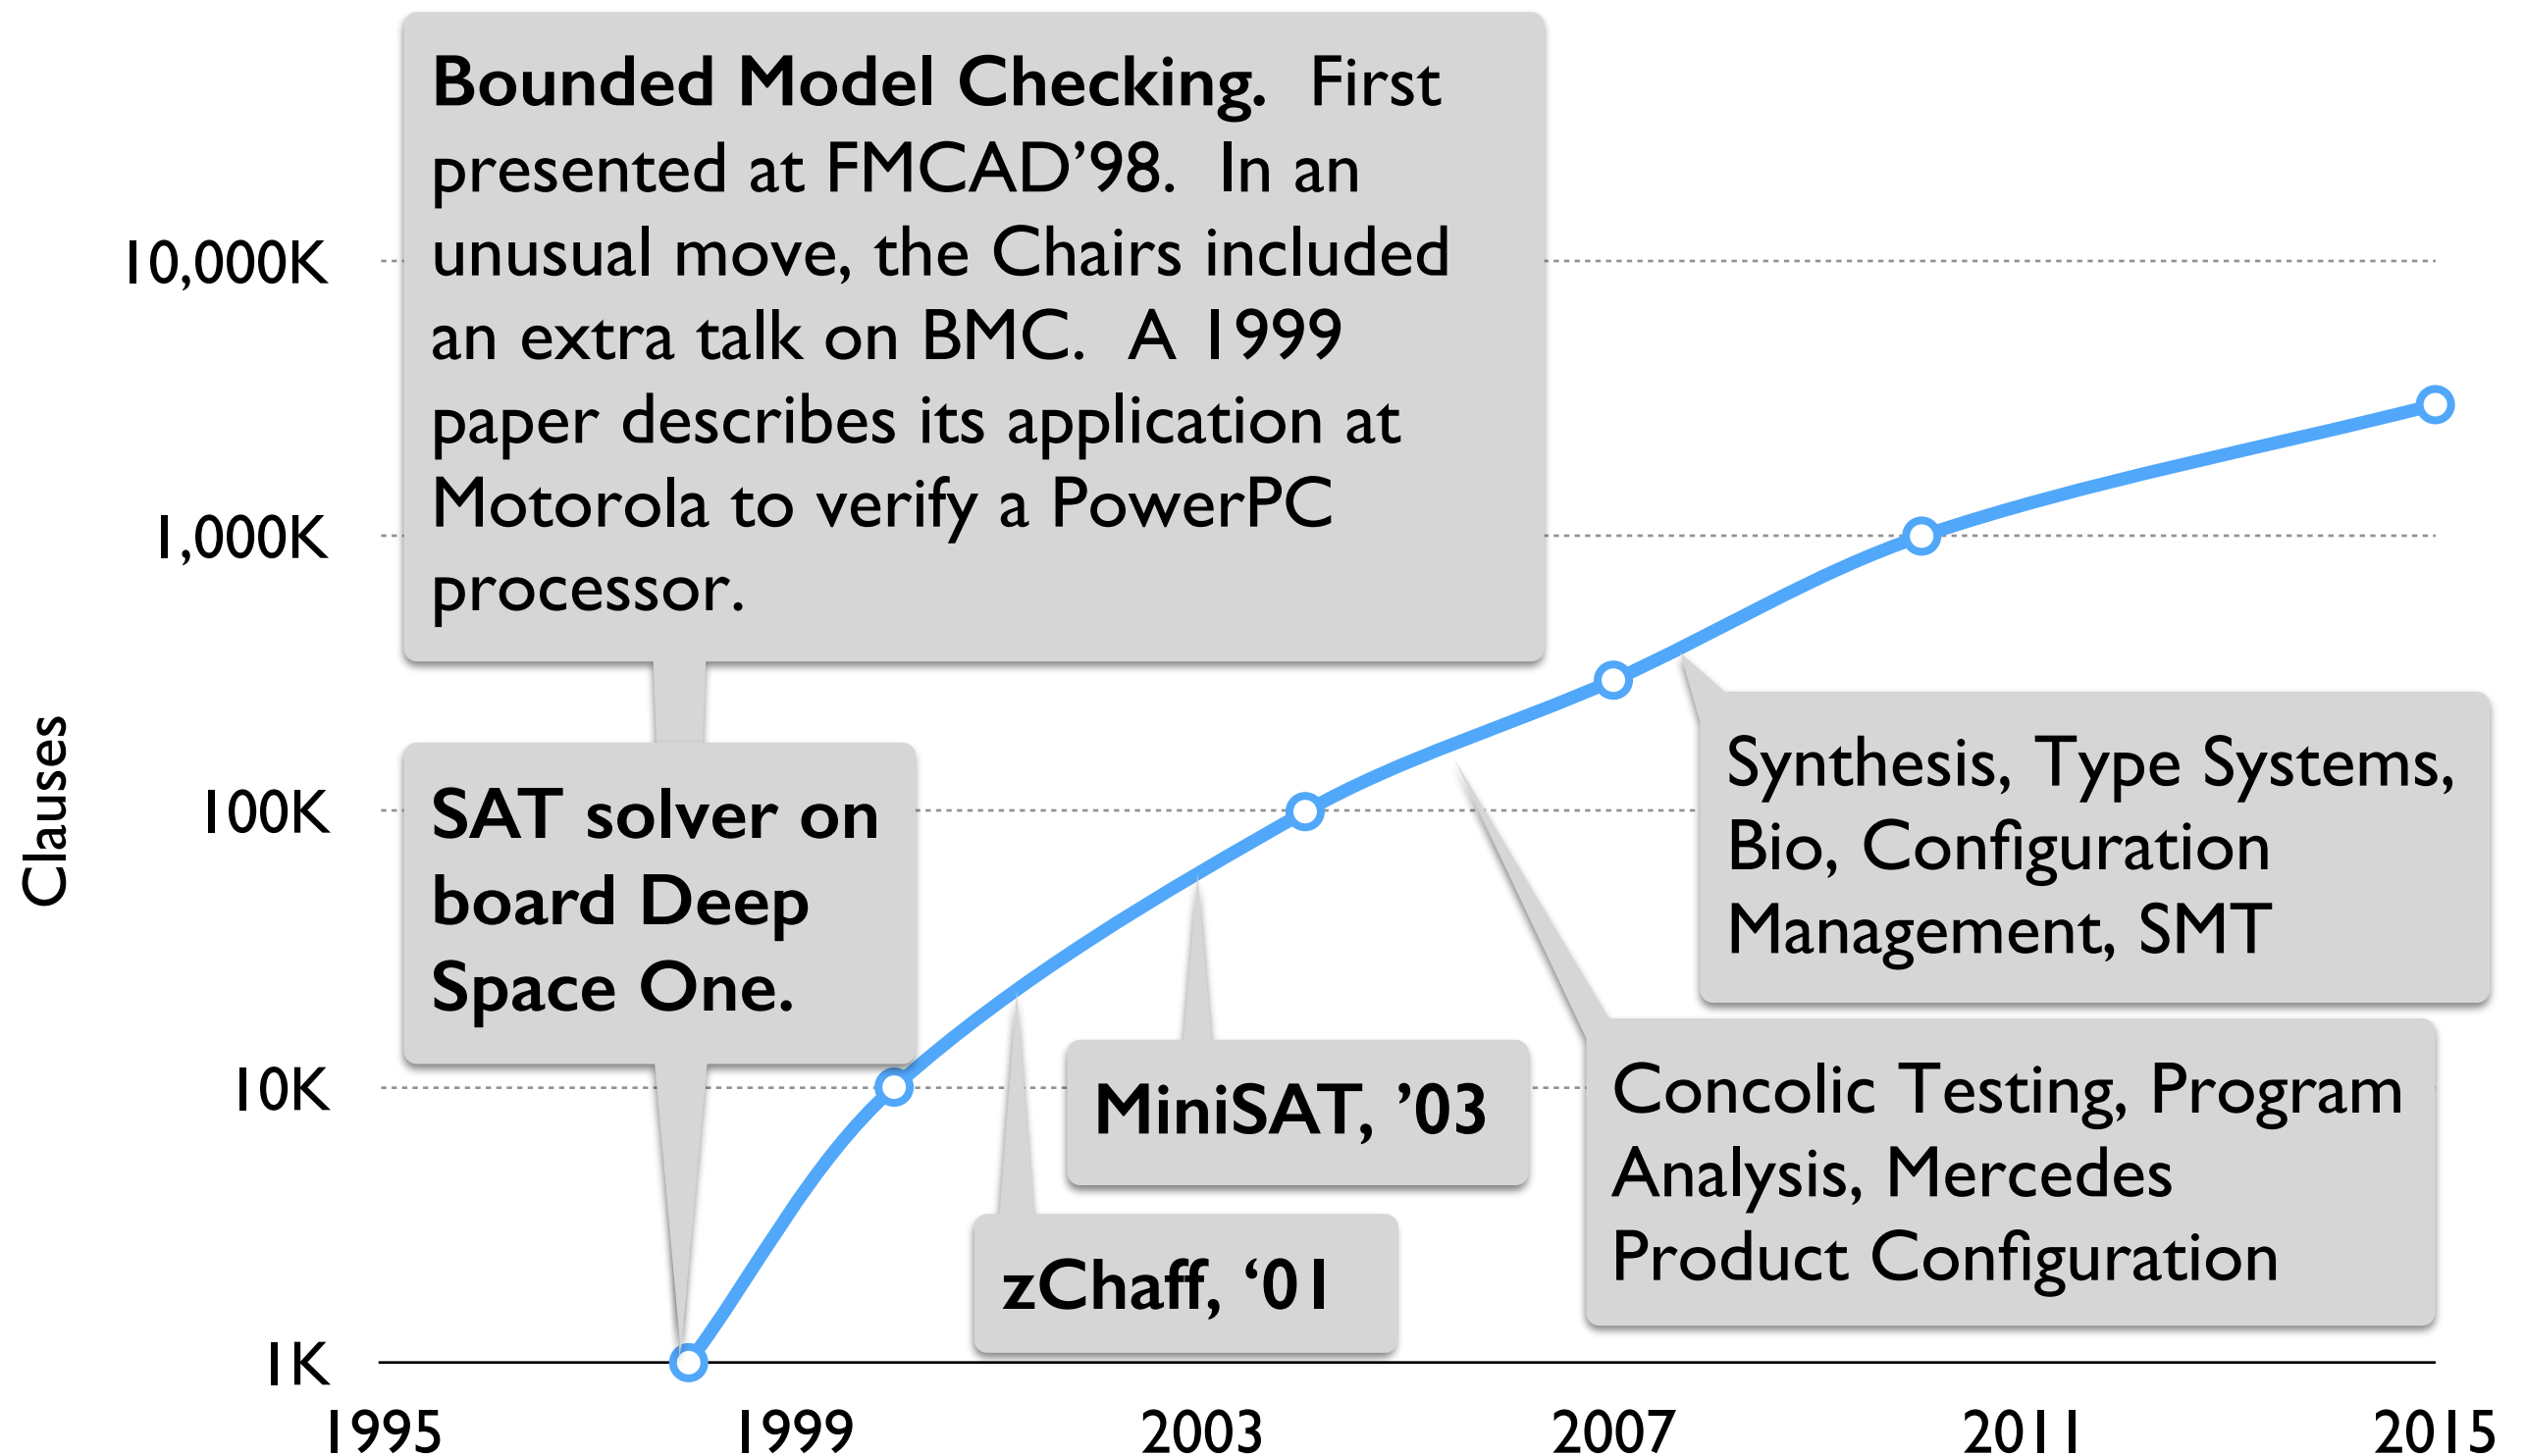 Bounded Model Checking. First
presented at FMCAD’98. In an
unusual move, the Chairs included
an extra talk on BMC. A 1999
paper describes its application at
Motorola to verify a PowerPC
processor.
10,000K
1,000K
100K
10K
1K
Clauses
SAT solver on
board Deep
Space One.
Synthesis, Type Systems,
Bio, Configuration
Management, SMT
MiniSAT, ’03
Concolic Testing, Program
Analysis, Mercedes
Product Configuration
zChaff, ‘01
1995 1999 2003 2007 2011 2015